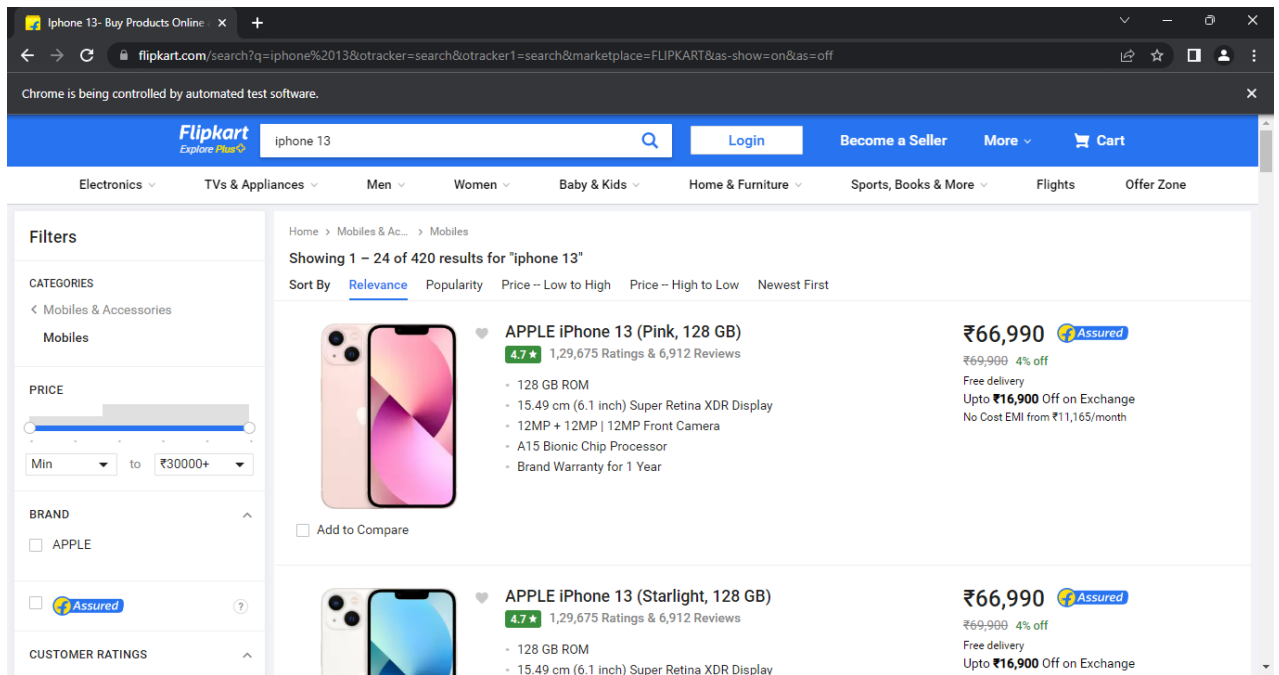 Iphone 13- Buy Products Online
flipkart.com/search?q=iphone%2013&otracker=search&otracker1=search&marketplace=FLIPKART&as-show=on&as=off
Chrome is being controlled by automated test software.
Flipkart
Explore Plus
iphone 13
Login
Become a Seller
More
Cart
Electronics
TVs & Appliances
Men
Women
Baby & Kids
Home & Furniture
Sports, Books & More
Flights
Offer Zone
Filters
CATEGORIES
Mobiles & Accessories
Mobiles
PRICE
Min to ₹30000+
BRAND
APPLE
Assured
?
CUSTOMER RATINGS
Home > Mobiles & Ac... > Mobiles
Showing 1 – 24 of 420 results for "iphone 13"
Sort By Relevance Popularity Price -- Low to High Price -- High to Low Newest First
APPLE iPhone 13 (Pink, 128 GB)
4.7★ 1,29,675 Ratings & 6,912 Reviews
128 GB ROM
15.49 cm (6.1 inch) Super Retina XDR Display
12MP + 12MP | 12MP Front Camera
A15 Bionic Chip Processor
Brand Warranty for 1 Year
Add to Compare
₹66,990 Assured
₹69,900 4% off
Free delivery
Upto ₹16,900 Off on Exchange
No Cost EMI from ₹11,165/month
APPLE iPhone 13 (Starlight, 128 GB)
4.7★ 1,29,675 Ratings & 6,912 Reviews
128 GB ROM
15.49 cm (6.1 inch) Super Retina XDR Display
₹66,990 Assured
₹69,900 4% off
Free delivery
Upto ₹16,900 Off on Exchange